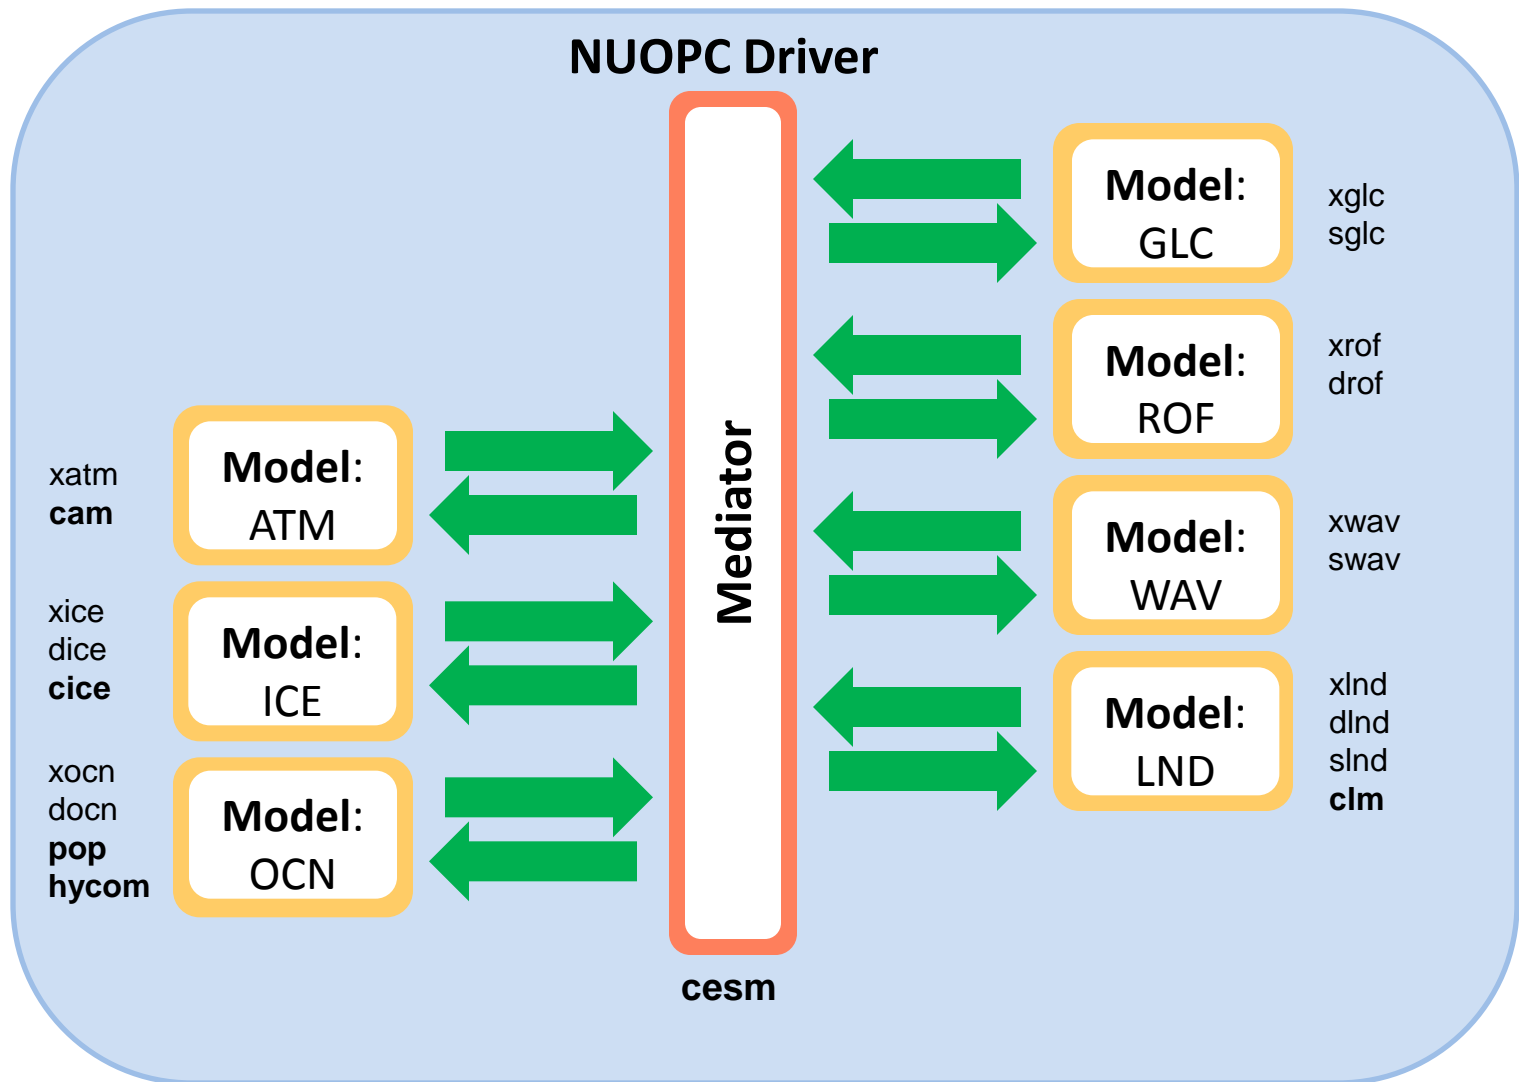 NUOPC Driver
xatm
cam
Model:
ATM
xice
dice
cice
Model:
ICE
xocn
docn
pop
hycom
Model:
OCN
Mediator
cesm
Model:
GLC
xglc
sglc
Model:
ROF
xrof
drof
Model:
WAV
xwav
swav
Model:
LND
xlnd
dlnd
slnd
clm